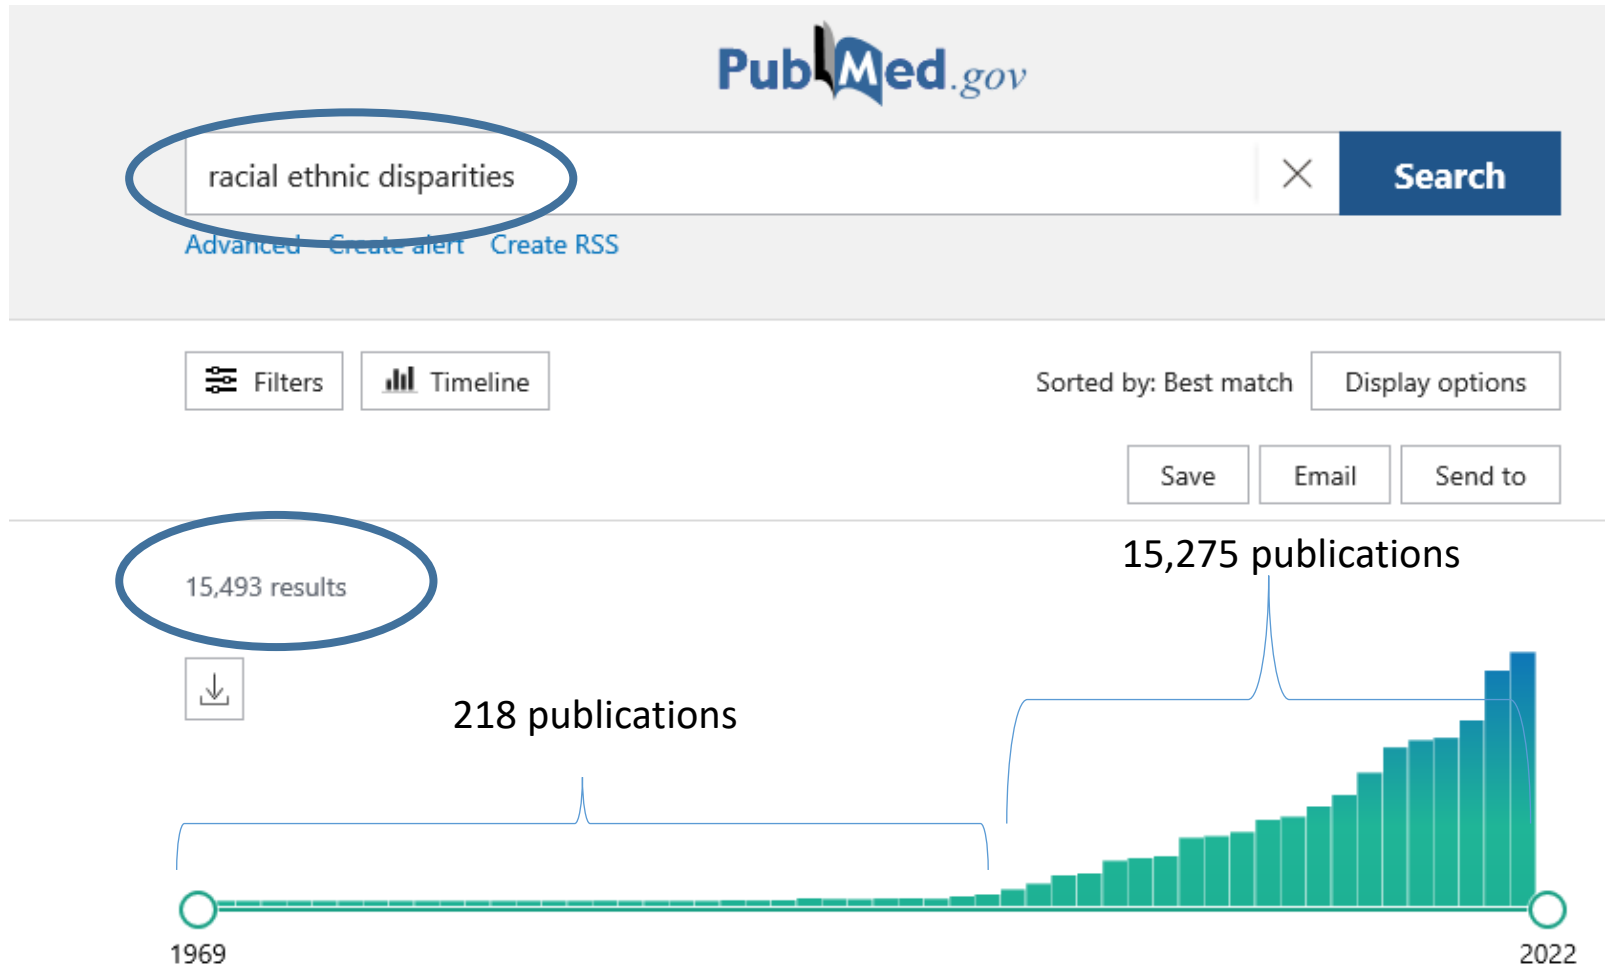 PubMed.gov
racial ethnic disparities
Search
Advanced Create alert Create RSS
Filters Timeline Sorted by: Best match Display options
Save Email Send to
15,275 publications
15,493 results
218 publications
1969 2022